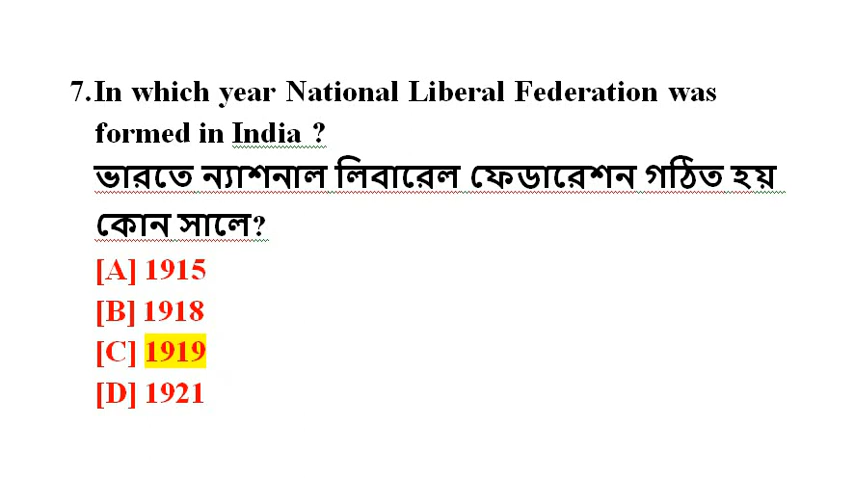 7.In which year National Liberal Federation was
formed in India ?
ভারতে ন্যাশনাল লিবারেল ফেডারেশন গঠিত হয়
কোন সালে?
[A] 1915
[B] 1918
[C] 1919
[D] 1921